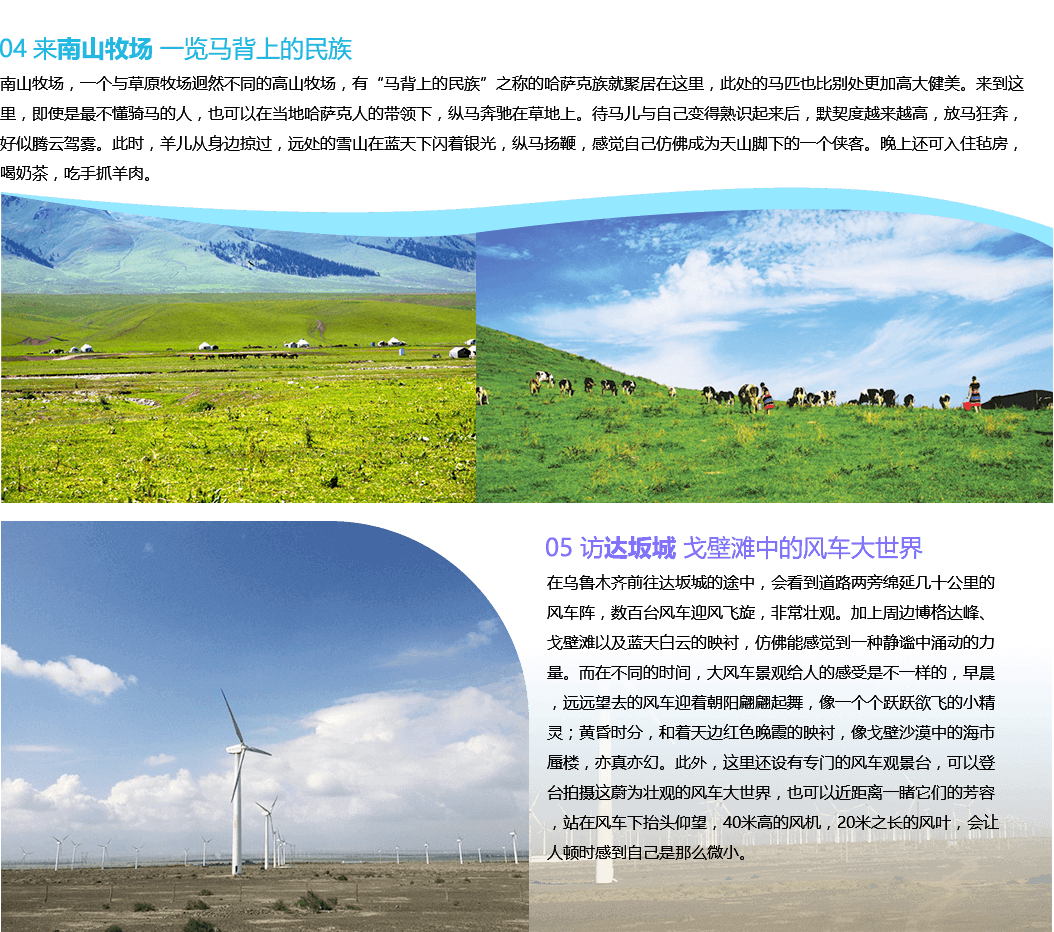 04 来南山牧场 一览马背上的民族
南山牧场，一个与草原牧场迥然不同的高山牧场，有“马背上的民族”之称的哈萨克族就聚居在这里，此处的马匹也比别处更加高大健美。来到这
里，即使是最不懂骑马的人，也可以在当地哈萨克人的带领下，纵马奔驰在草地上。待马儿与自己变得熟识起来后，默契度越来越高，放马狂奔，
好似腾云驾雾。此时，羊儿从身边掠过，远处的雪山在蓝天下闪着银光，纵马扬鞭，感觉自己仿佛成为天山脚下的一个侠客。晚上还可入住毡房，
喝奶茶，吃手抓羊肉。
05 访达坂城 戈壁滩中的风车大世界
在乌鲁木齐前往达坂城的途中，会看到道路两旁绵延几十公里的
风车阵，数百台风车迎风飞旋，非常壮观。加上周边博格达峰、
戈壁滩以及蓝天白云的映衬，仿佛能感觉到一种静谧中涌动的力
量。而在不同的时间，大风车景观给人的感受是不一样的，早晨
，远远望去的风车迎着朝阳翩翩起舞，像一个个跃跃欲飞的小精
灵；黄昏时分，和着天边红色晚霞的映衬，像戈壁沙漠中的海市
蜃楼，亦真亦幻。此外，这里还设有专门的风车观景台，可以登
台拍摄这蔚为壮观的风车大世界，也可以近距离一睹它们的芳容
，站在风车下抬头仰望，40米高的风机，20米之长的风叶，会让
人顿时感到自己是那么微小。